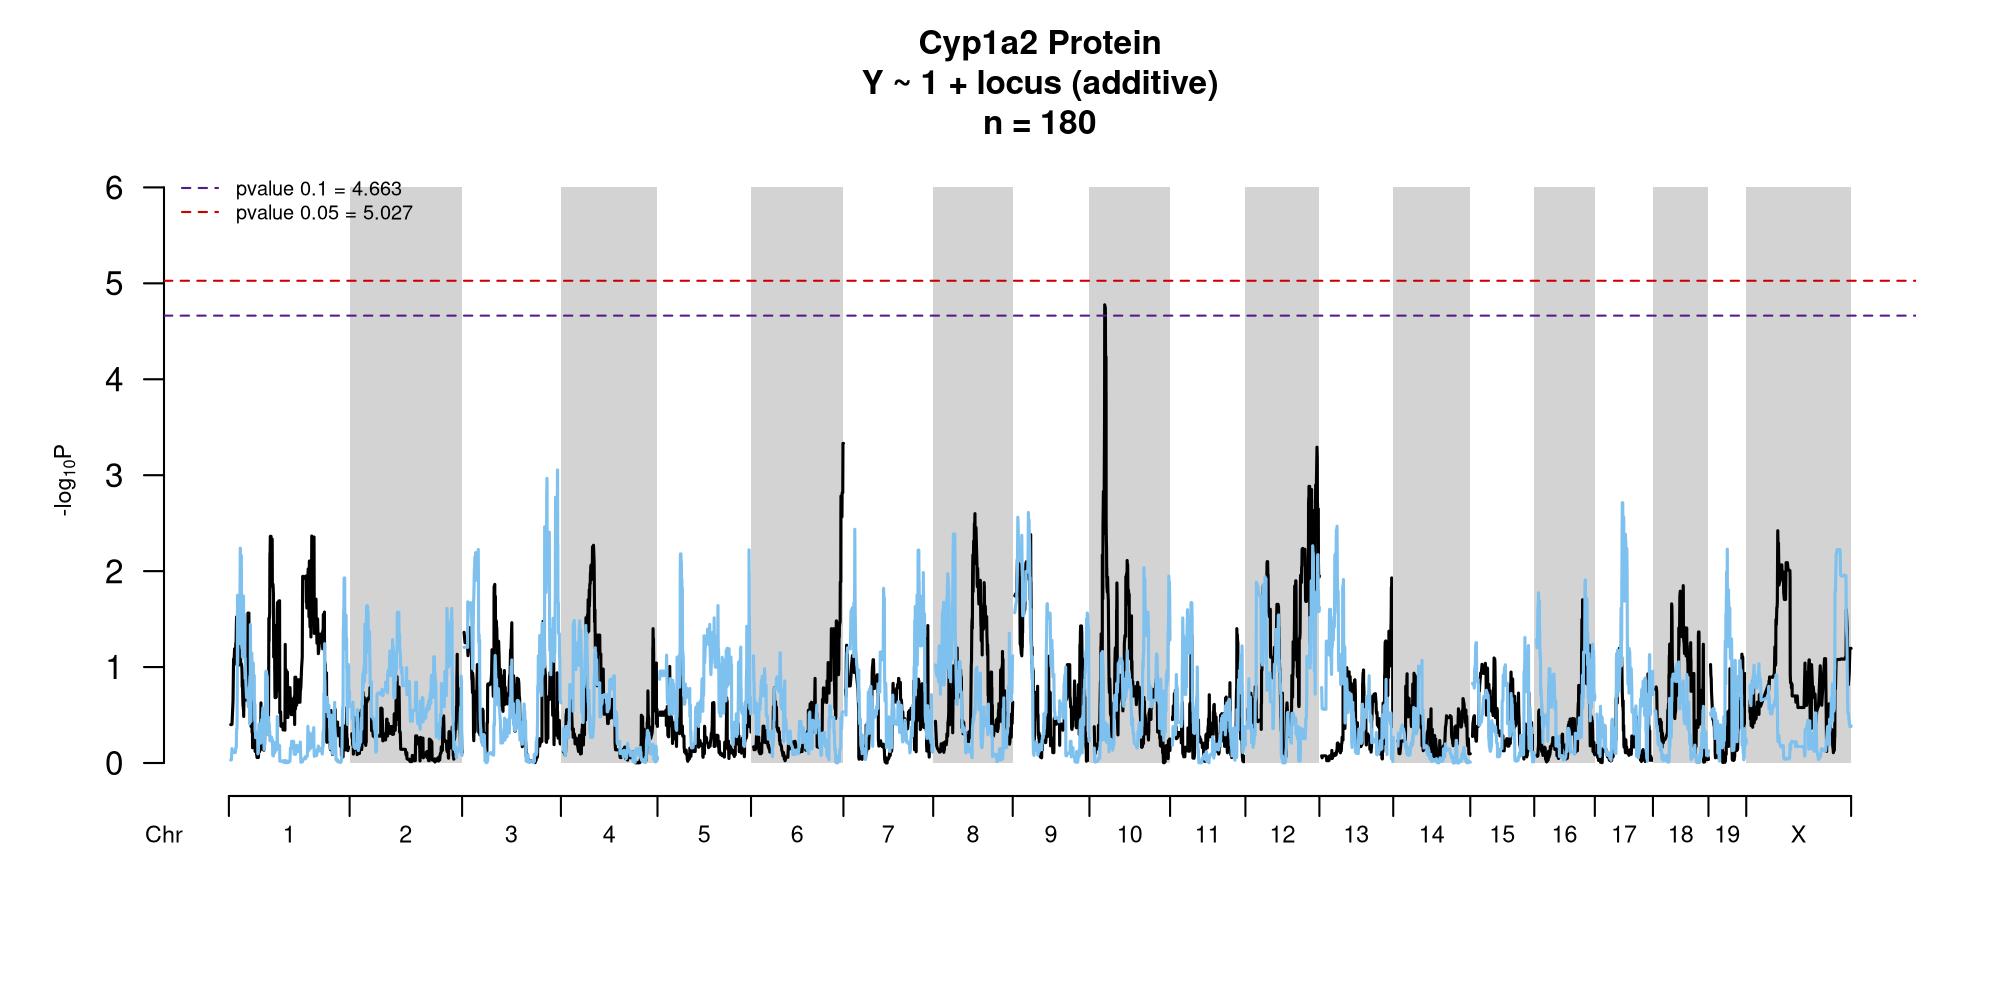 Cyp1a2 Protein
Y ~ 1 + locus (additive)
n = 180
pvalue 0.1 = 4.663
pvalue 0.05 = 5.027
6
5
4
3
2
1
0
-log10P
Chr 1 2 3 4 5 6 7 8 9 10 11 12 13 14 15 16 17 18 19 X